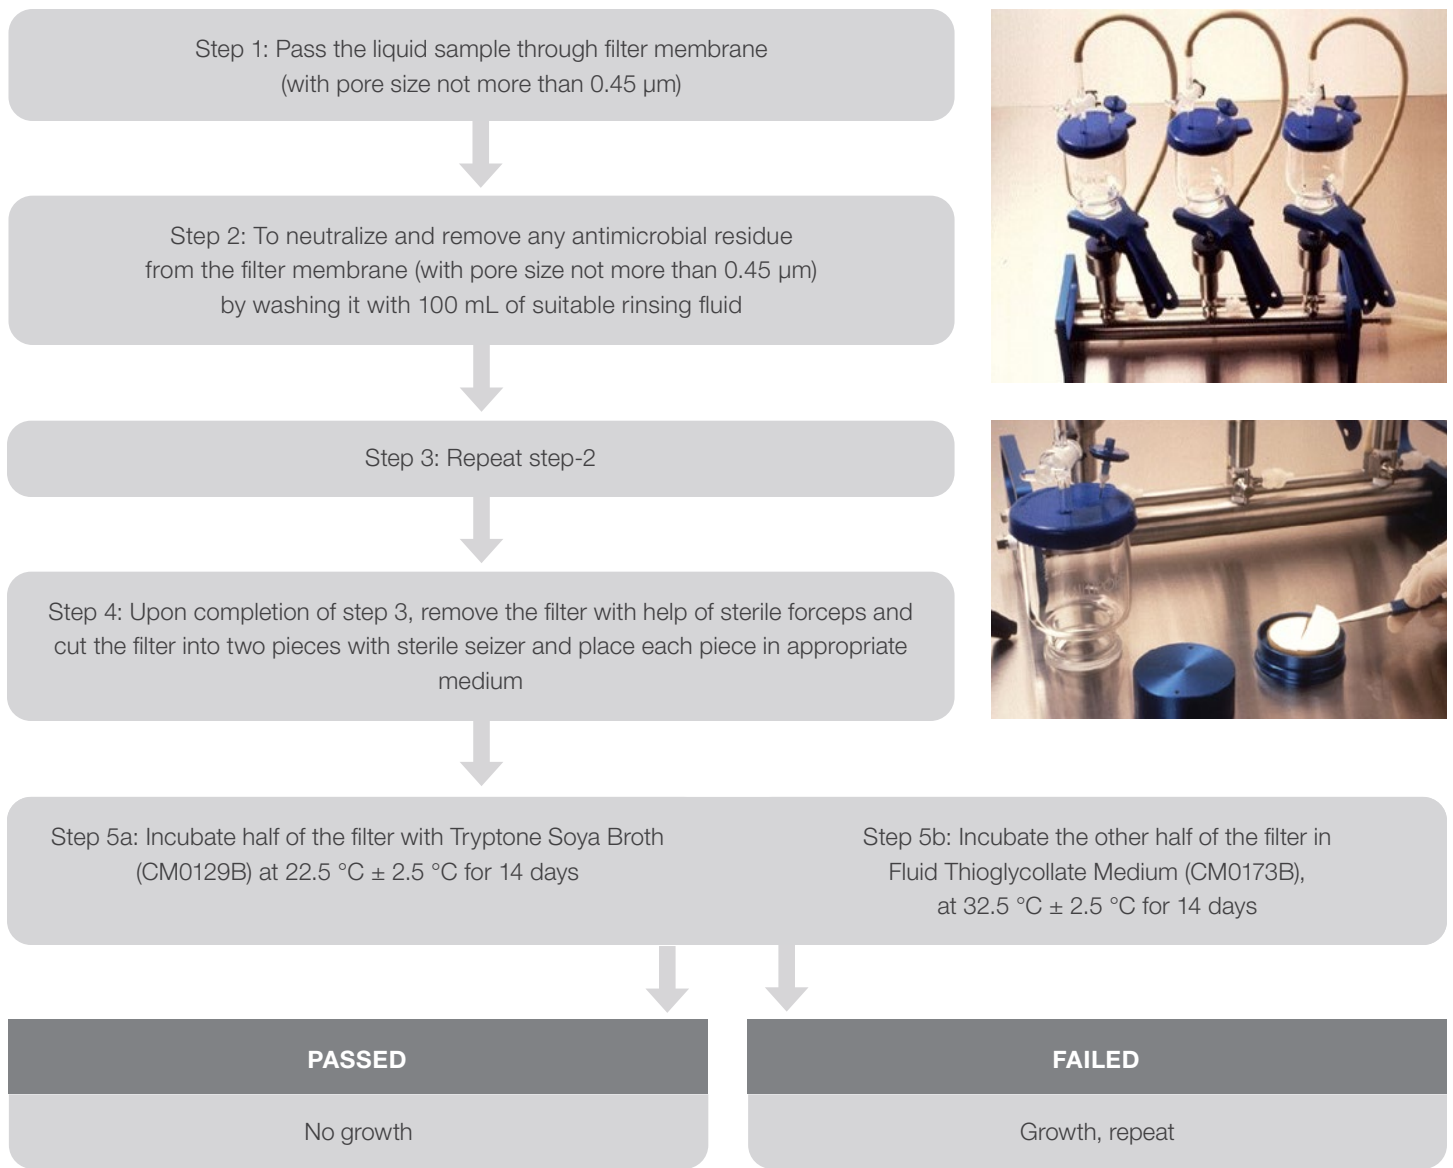 Step 1: Pass the liquid sample through filter membrane
(with pore size not more than 0.45 µm)
Step 2: To neutralize and remove any antimicrobial residue
from the filter membrane (with pore size not more than 0.45 µm)
by washing it with 100 mL of suitable rinsing fluid
Step 3: Repeat step-2
Step 4: Upon completion of step 3, remove the filter with help of sterile forceps and
cut the filter into two pieces with sterile seizer and place each piece in appropriate
medium
Step 5a: Incubate half of the filter with Tryptone Soya Broth
(CM0129B) at 22.5 °C ± 2.5 °C for 14 days
Step 5b: Incubate the other half of the filter in
Fluid Thioglycollate Medium (CM0173B),
at 32.5 °C ± 2.5 °C for 14 days
PASSED
No growth
FAILED
Growth, repeat